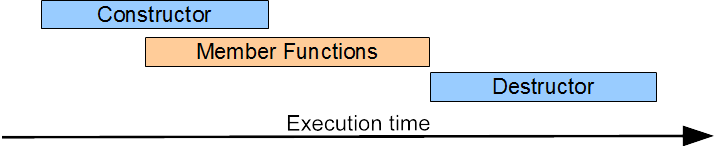 Constructor
Member Functions
Destructor
Execution time